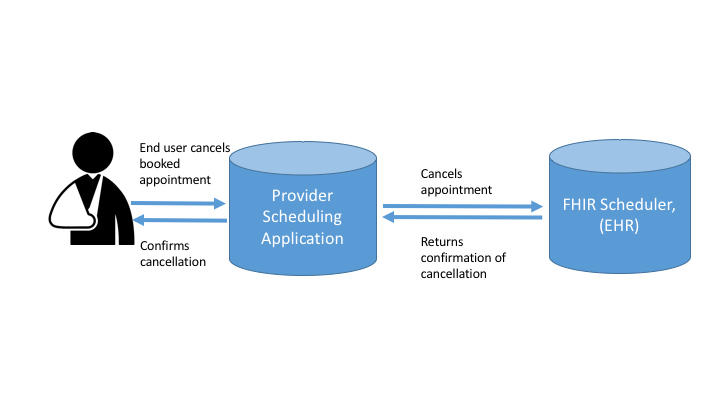 End user cancels
booked
appointment
Confirms
cancellation
Provider
Scheduling
Application
Cancels
appointment
Returns
confirmation of
cancellation
FHIR Scheduler,
(EHR)